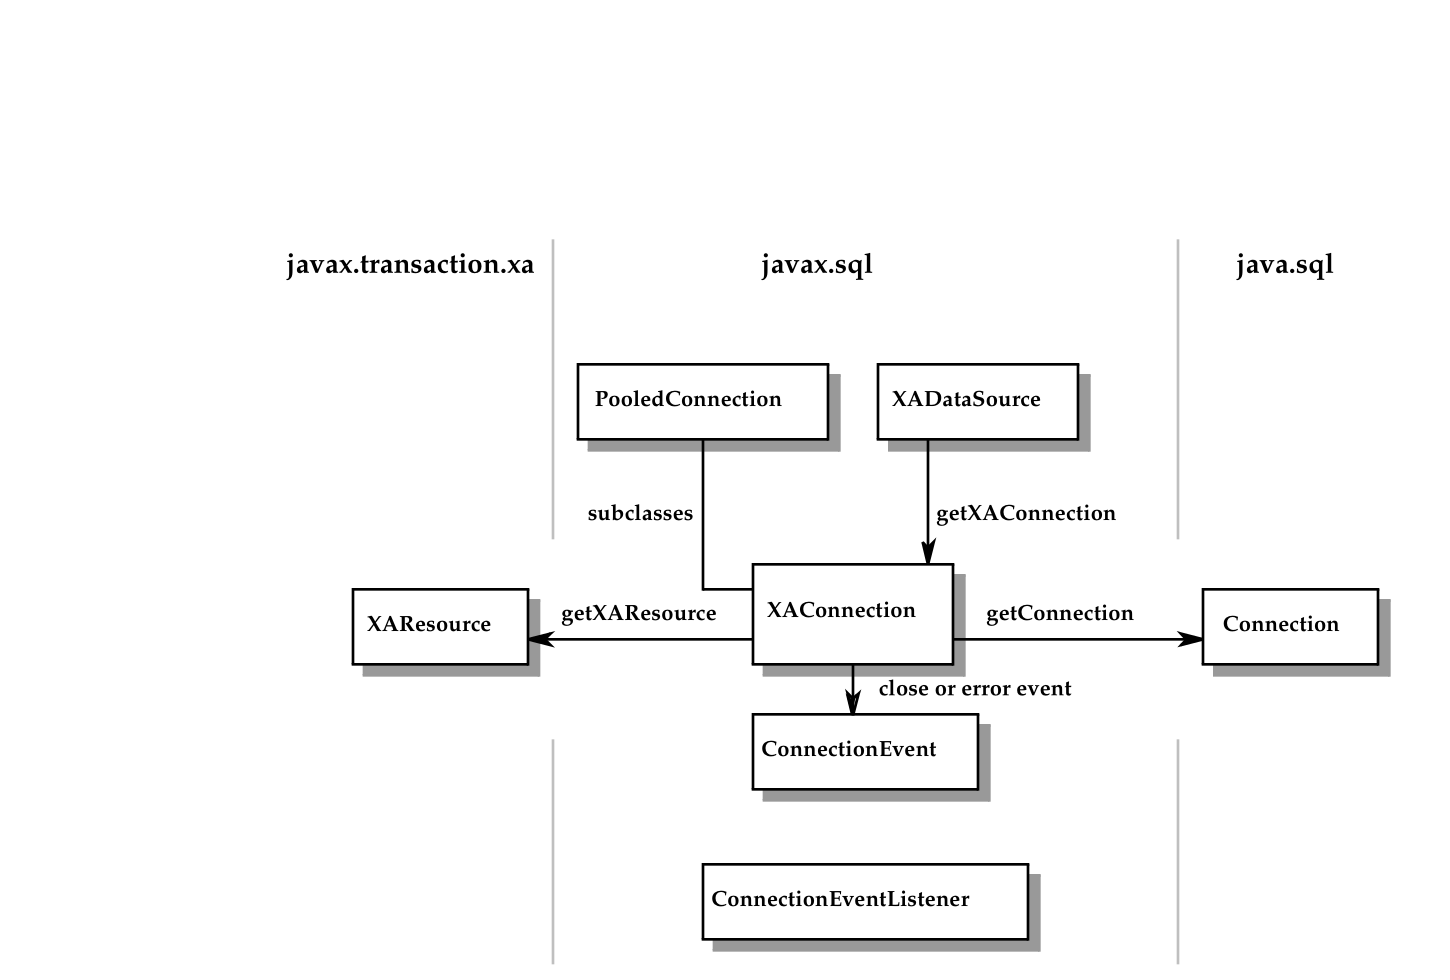 javax.transaction.xa
javax.sql
java.sql
PooledConnection
XADataSource
subclasses
getXAConnection
XAResource
getXAResource
XAConnection
getConnection
Connection
close or error event
ConnectionEvent
ConnectionEventListener